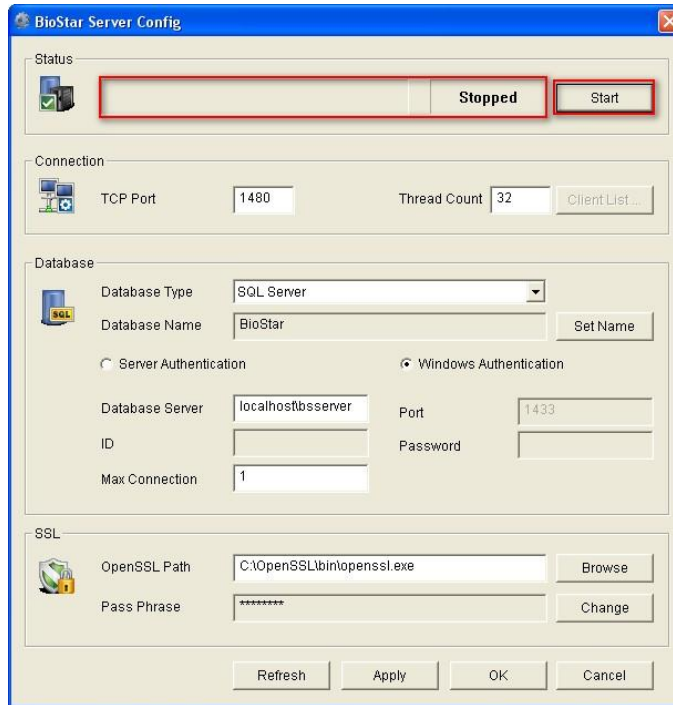 BioStar Server Config
Status
Stopped Start
Connection
TCP Port 1480 Thread Count 32 Client List ...
Database
Database Type SQL Server
SQL
Database Name BioStar Set Name
Server Authentication Windows Authentication
Database Server localhost\bsserver Port 1433
ID Password
Max Connection 1
SSL
OpenSSL Path C:\OpenSSL\bin\openssl.exe Browse
Pass Phrase ******** Change
Refresh Apply OK Cancel